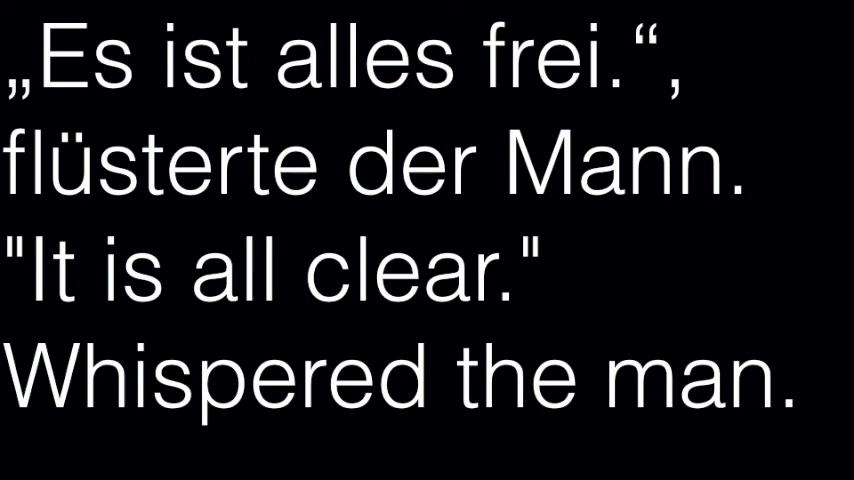 „Es ist alles frei.“,
flüsterte der Mann.
"It is all clear."
Whispered the man.